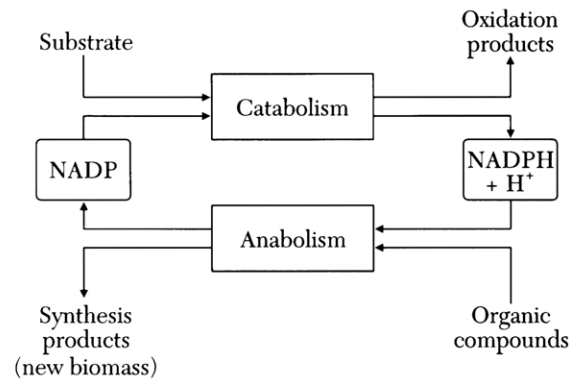 Substrate
Oxidation
products
Catabolism
NADP
NADPH
+ H⁺
Anabolism
Synthesis
products
(new biomass)
Organic
compounds